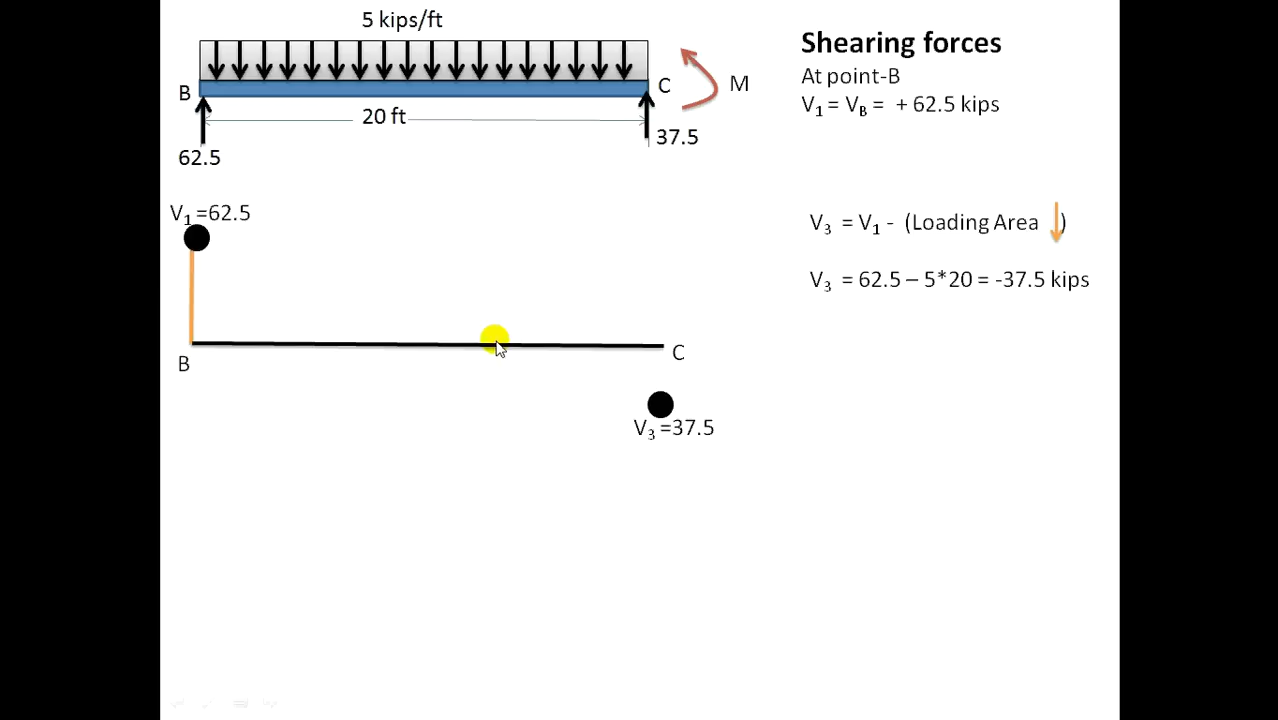 5 kips/ft
B
C
M
20 ft
62.5
37.5
V1 =62.5
B
C
V3 =37.5
Shearing forces
At point-B
V1 = VB = + 62.5 kips
V3 = V1 - (Loading Area )
V3 = 62.5 – 5*20 = -37.5 kips